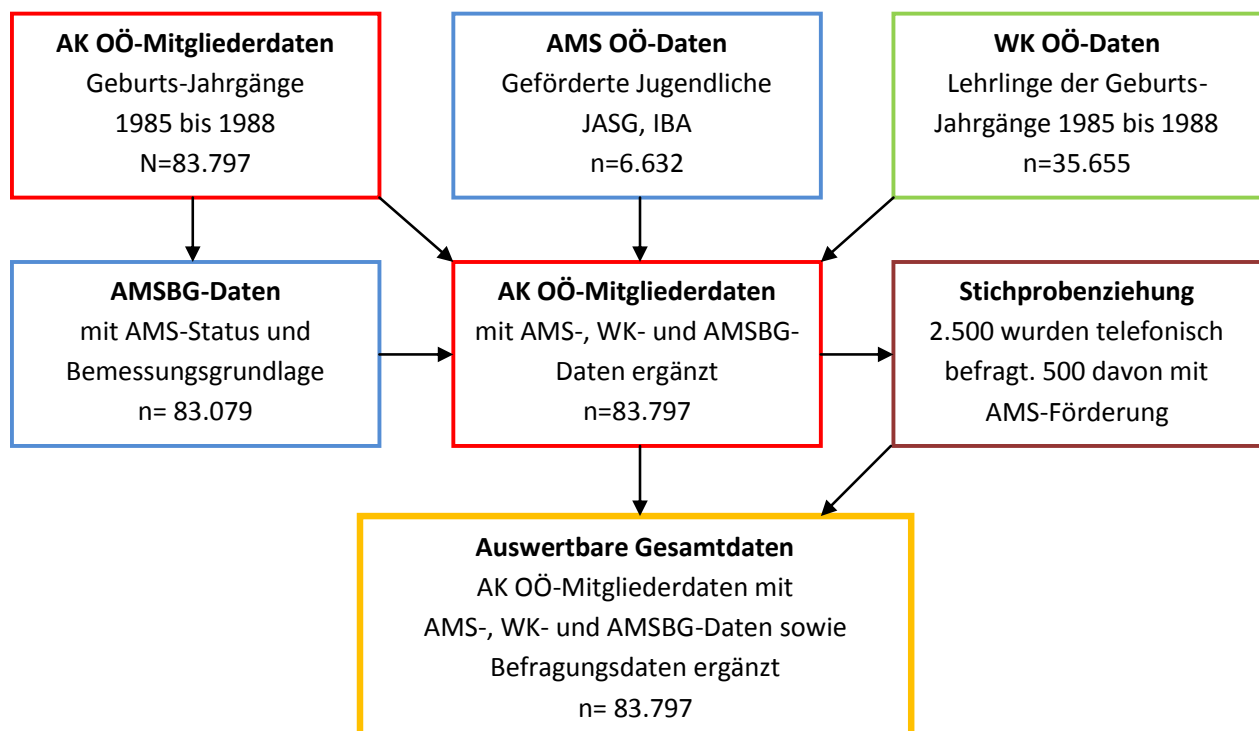 AK OÖ-Mitgliederdaten
Geburts-Jahrgänge
1985 bis 1988
N=83.797
AMS OÖ-Daten
Geförderte Jugendliche
JASG, IBA
n=6.632
WK OÖ-Daten
Lehrlinge der Geburts-
Jahrgänge 1985 bis 1988
n=35.655
AMSBG-Daten
mit AMS-Status und
Bemessungsgrundlage
n= 83.079
AK OÖ-Mitgliederdaten
mit AMS-, WK- und AMSBG-
Daten ergänzt
n=83.797
Stichprobenziehung
2.500 wurden telefonisch
befragt. 500 davon mit
AMS-Förderung
Auswertbare Gesamtdaten
AK OÖ-Mitgliederdaten mit
AMS-, WK- und AMSBG-Daten sowie
Befragungsdaten ergänzt
n= 83.797